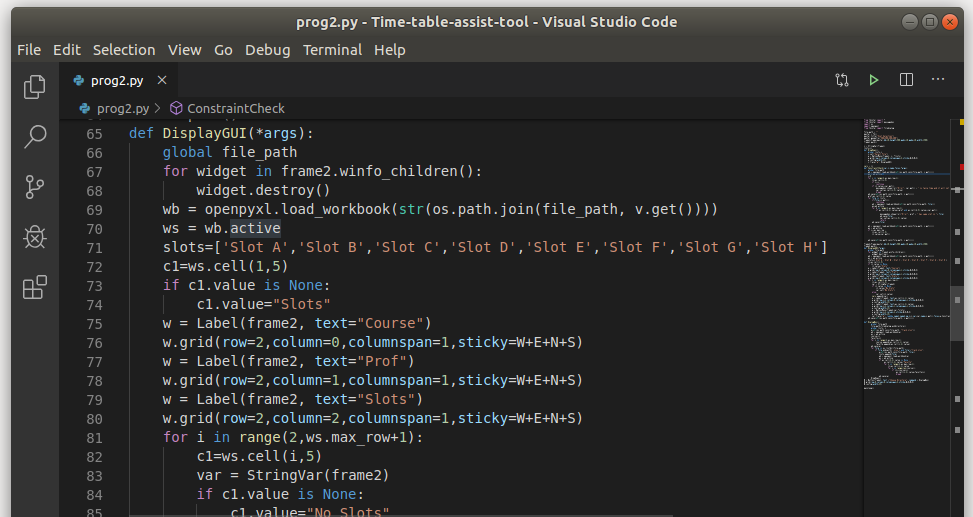 prog2.py - Time-table-assist-tool - Visual Studio Code
File Edit Selection View Go Debug Terminal Help
prog2.py
prog2.py > ConstraintCheck
65 def DisplayGUI(*args):
66 global file_path
67 for widget in frame2.winfo_children():
68 widget.destroy()
69 wb = openpyxl.load_workbook(str(os.path.join(file_path, v.get())))
70 ws = wb.active
71 slots=['Slot A','Slot B','Slot C','Slot D','Slot E','Slot F','Slot G','Slot H']
72 c1=ws.cell(1,5)
73 if c1.value is None:
74 c1.value="Slots"
75 w = Label(frame2, text="Course")
76 w.grid(row=2,column=0,columnspan=1,sticky=W+E+N+S)
77 w = Label(frame2, text="Prof")
78 w.grid(row=2,column=1,columnspan=1,sticky=W+E+N+S)
79 w = Label(frame2, text="Slots")
80 w.grid(row=2,column=2,columnspan=1,sticky=W+E+N+S)
81 for i in range(2,ws.max_row+1):
82 c1=ws.cell(i,5)
83 var = StringVar(frame2)
84 if c1.value is None:
85 c1.value="No Slots"